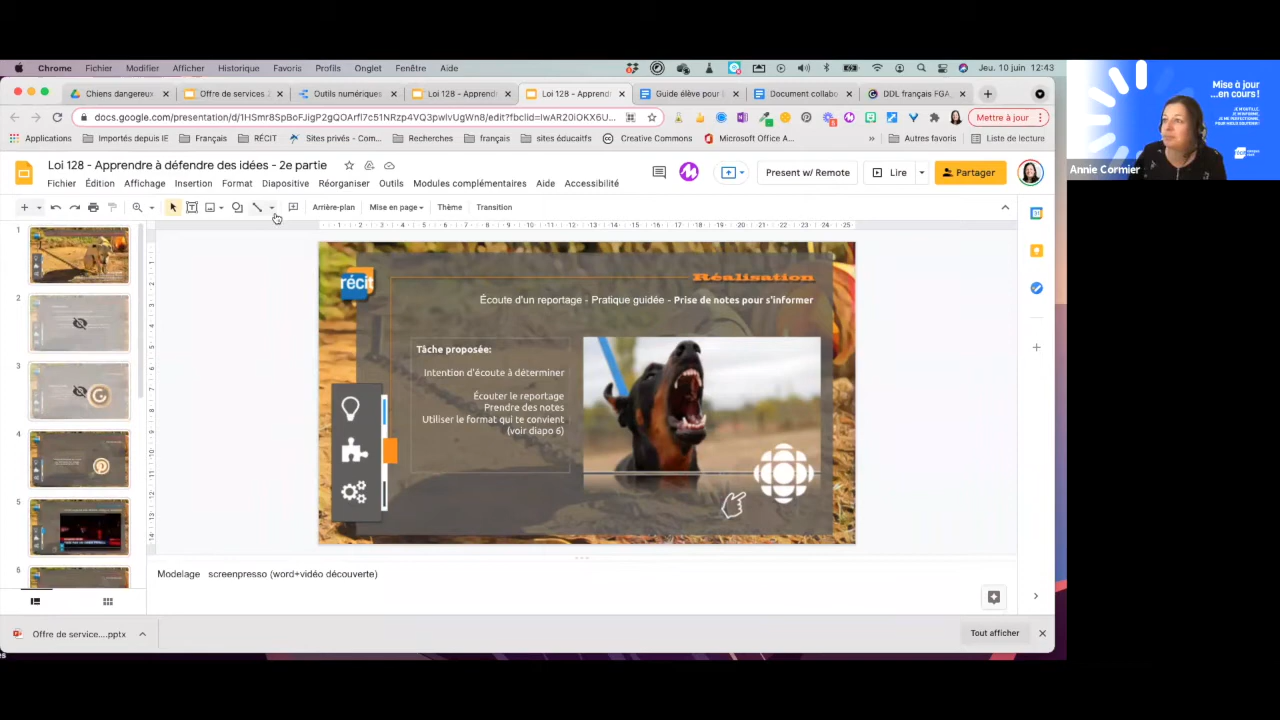 Chrome Fichier Modifier Afficher Historique Favoris Profils Onglet Fenêtre Aide Jeu. 10 juin 12:43
Chiens dangereux Offre de services. Outils numériques Loi 128 - Apprend Loi 128 - Apprend Guide élève pour Document collabo DDL français FGA
docs.google.com/presentation/d/1HSmr8SpBoFJigP2gQOArfl7c51NRzp4VQ3pwlvUgWn8/edit?fbclid=IwAR20iOKX6U... Mettre à jour
Applications Importés depuis IE Français RÉCIT Sites privés - Com... Recherches français sites éducatifs Creative Commons Microsoft Office A... » Autres favoris Liste de lecture
Loi 128 - Apprendre à défendre des idées - 2e partie
Present w/ Remote Lire Partager
Fichier Édition Affichage Insertion Format Diapositive Réorganiser Outils Modules complémentaires Aide Accessibilité
Arrière-plan Mise en page Thème Transition
1
2
3
4
5
6
récit
Réalisation
Écoute d'un reportage - Pratique guidée - Prise de notes pour s'informer
Tâche proposée:
Intention d'écoute à déterminer
Écouter le reportage
Prendre des notes
Utiliser le format qui te convient
(voir diapo 6)
Modelage screenpresso (word+vidéo découverte)
Offre de service....pptx
Tout afficher
Mise à jour
...en cours !
Annie Cormier